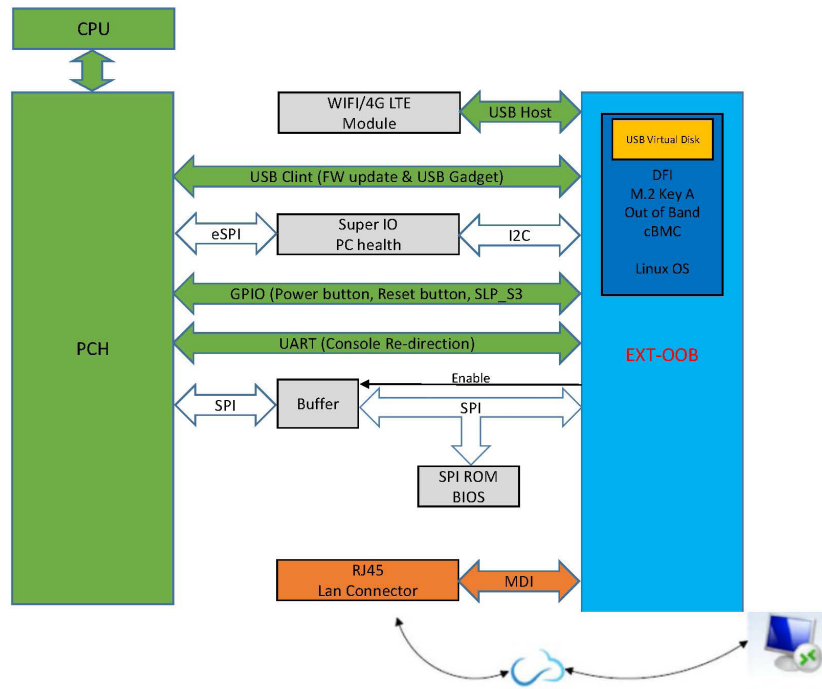 CPU
WIFI/4G LTE
Module
USB Host
USB Virtual Disk
DFI
M.2 Key A
Out of Band
cBMC
Linux OS
USB Clint (FW update & USB Gadget)
eSPI
Super IO
PC health
I2C
GPIO (Power button, Reset button, SLP_S3
UART (Console Re-direction)
PCH
EXT-OOB
Enable
SPI
Buffer
SPI
SPI ROM
BIOS
RJ45
Lan Connector
MDI